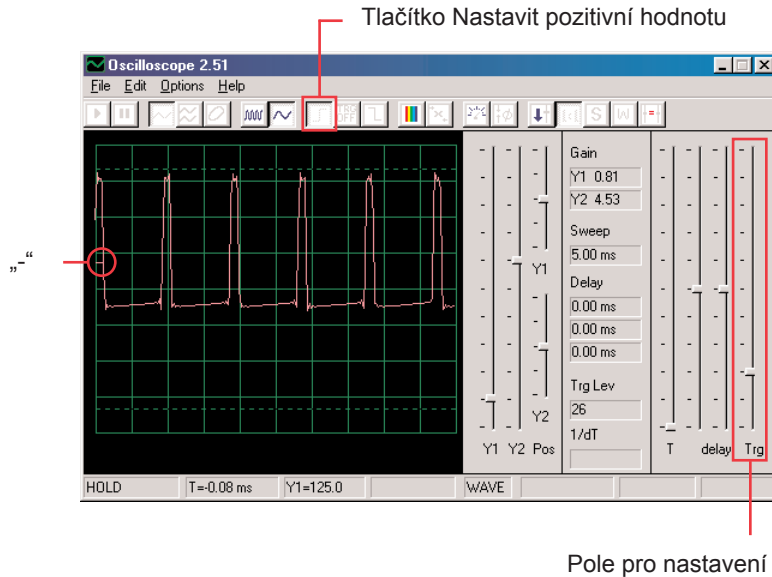 Tlačítko Nastavit pozitivní hodnotu
Oscilloscope 2.51
File Edit Options Help
TRG
OFF
S W
„-“
Gain
Y1 0.81
Y2 4.53
Sweep
5.00 ms
Delay
0.00 ms
0.00 ms
0.00 ms
Trg Lev
26
1/dT
Y1
Y2
Y1 Y2 Pos
T delay Trg
HOLD T=-0.08 ms Y1=125.0 WAVE
Pole pro nastavení